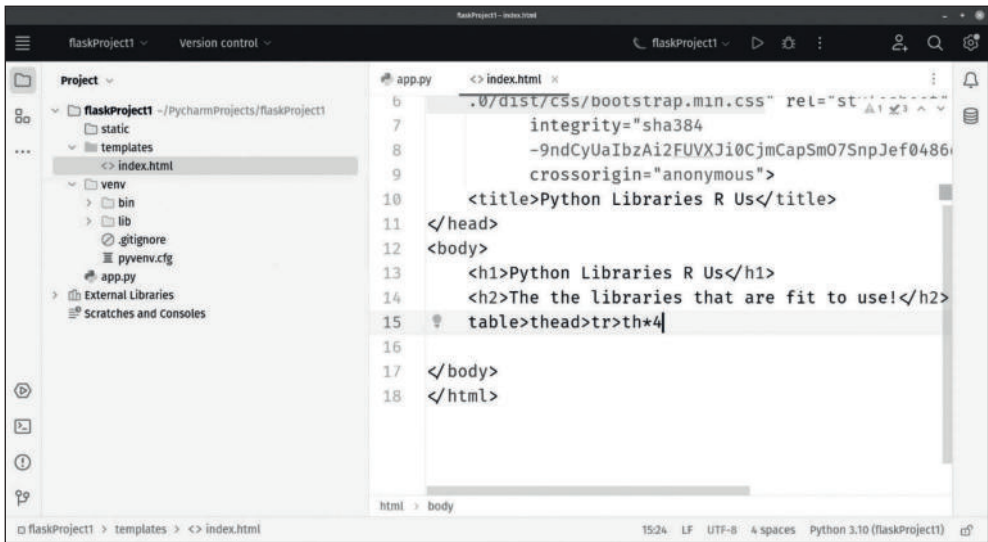 flaskProject1 – index.html
flaskProject1 Version control flaskProject1
Project
app.py <> index.html ×
flaskProject1 ~/PycharmProjects/flaskProject1
static
templates
<> index.html
venv
bin
lib
.gitignore
pyvenv.cfg
app.py
External Libraries
Scratches and Consoles
6 .0/dist/css/bootstrap.min.css" rel="st
1 3
7 integrity="sha384
8 -9ndCyUaIbzAi2FUVXJi0CjmCapSmO7SnpJef0486
9 crossorigin="anonymous">
10 <title>Python Libraries R Us</title>
11 </head>
12 <body>
13 <h1>Python Libraries R Us</h1>
14 <h2>The the libraries that are fit to use!</h2>
15 table>thead>tr>th*4
16
17 </body>
18 </html>
html > body
flaskProject1 > templates > <> index.html 15:24 LF UTF-8 4 spaces Python 3.10 (flaskProject1)